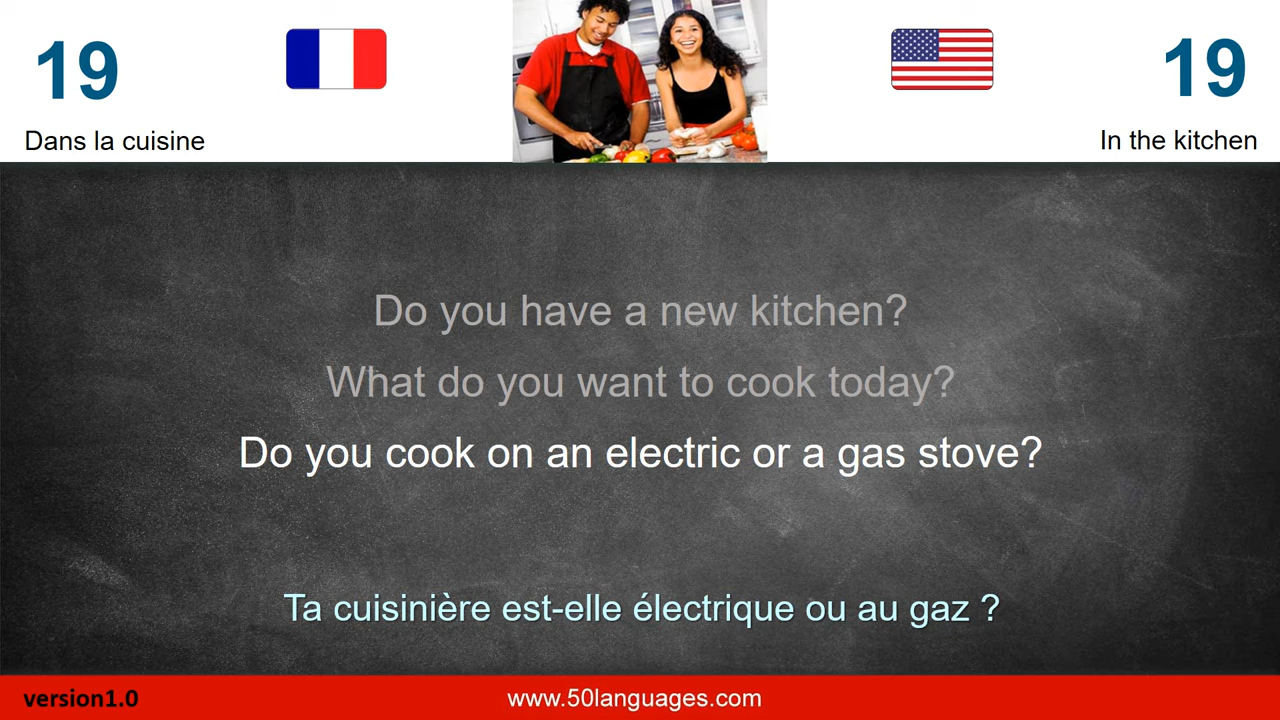 19
19
Dans la cuisine
In the kitchen
Do you have a new kitchen?
What do you want to cook today?
Do you cook on an electric or a gas stove?
Ta cuisinière est-elle électrique ou au gaz ?
version1.0
www.50languages.com